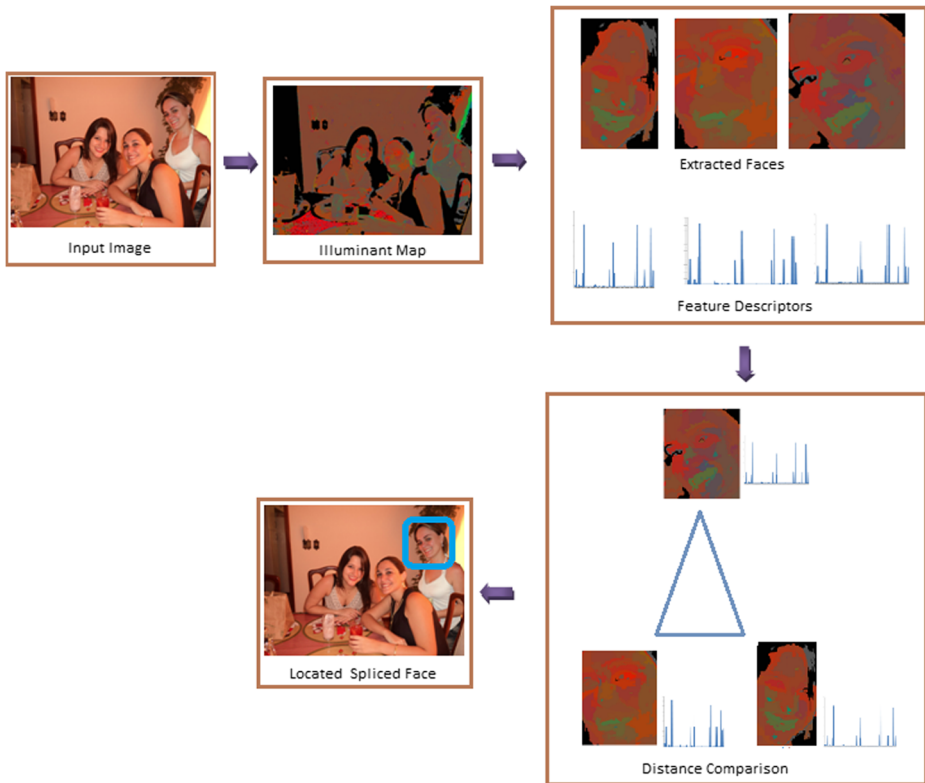 Input Image
Illuminant Map
Extracted Faces
Feature Descriptors
Distance Comparison
Located Spliced Face